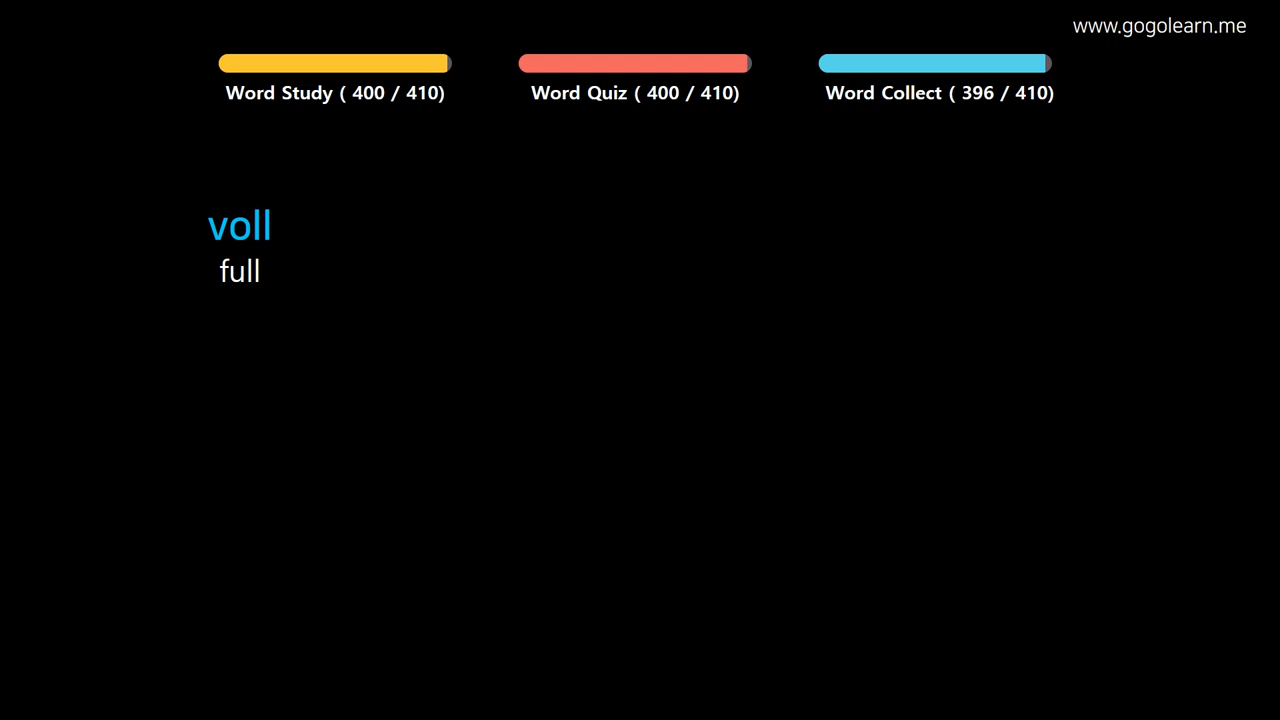 www.gogolearn.me
Word Study ( 400 / 410)
Word Quiz ( 400 / 410)
Word Collect ( 396 / 410)
voll
full